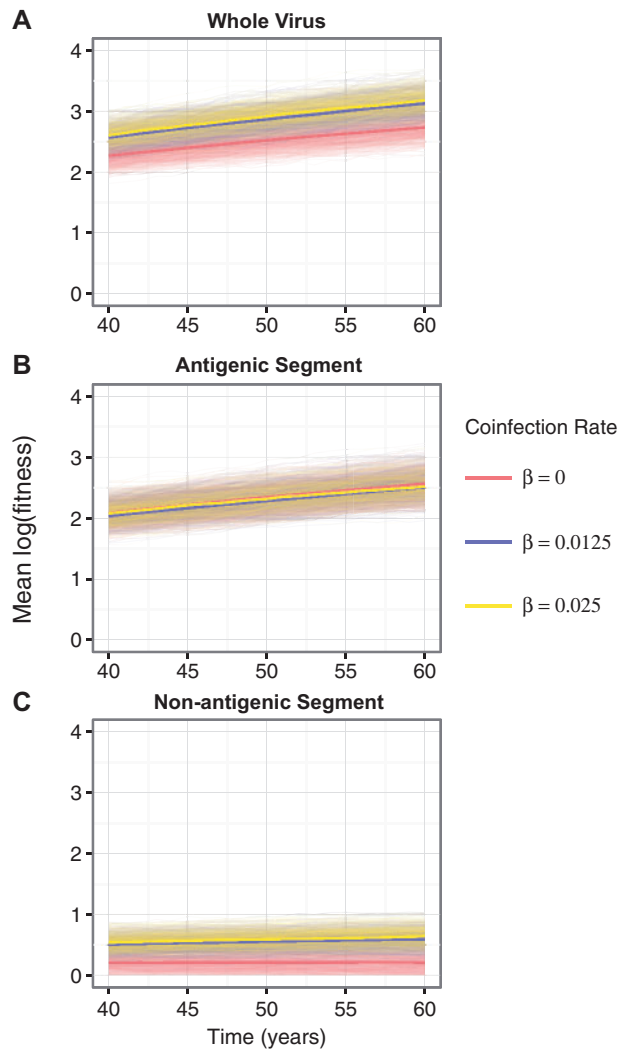 A
Whole Virus
4
3
2
1
0
40 45 50 55 60
B
Antigenic Segment
4
3
2
1
0
40 45 50 55 60
Mean log(fitness)
Coinfection Rate
β = 0
β = 0.0125
β = 0.025
C
Non-antigenic Segment
4
3
2
1
0
40 45 50 55 60
Time (years)